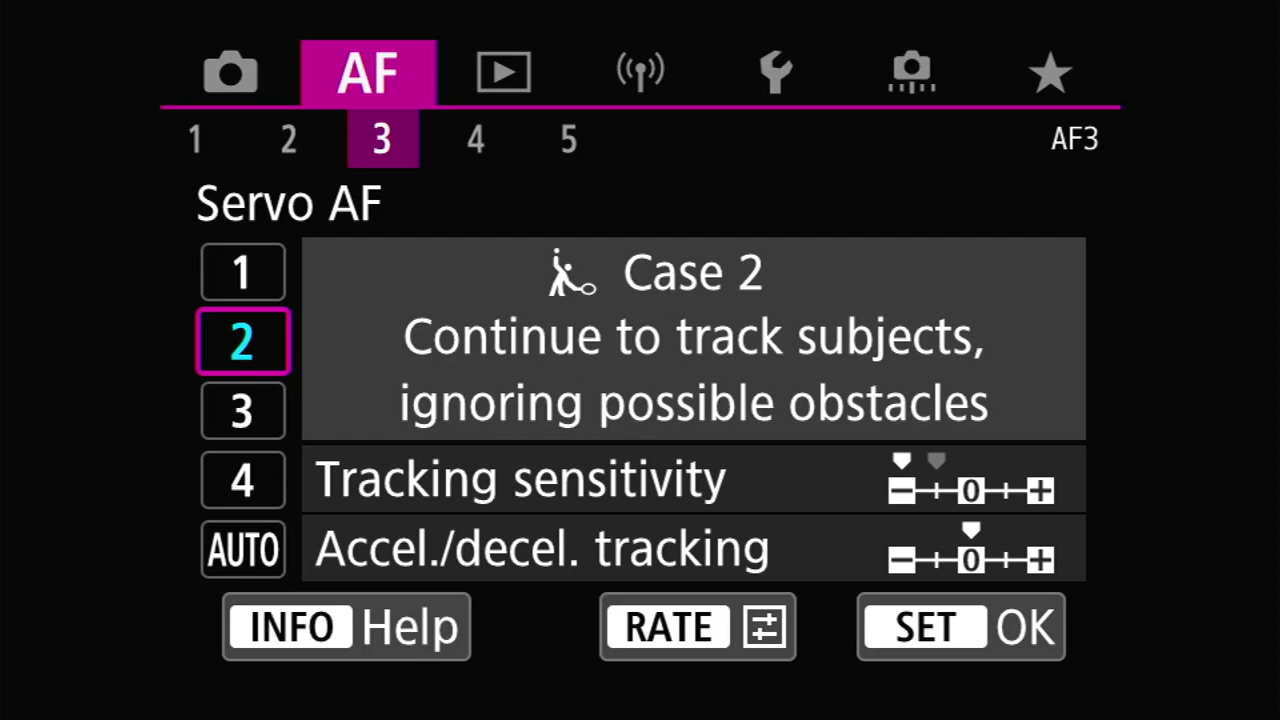 AF
1 2 3 4 5 AF3
Servo AF
1
2
3
4
AUTO
Case 2
Continue to track subjects,
ignoring possible obstacles
Tracking sensitivity − 0 +
Accel./decel. tracking − 0 +
INFO Help RATE SET OK